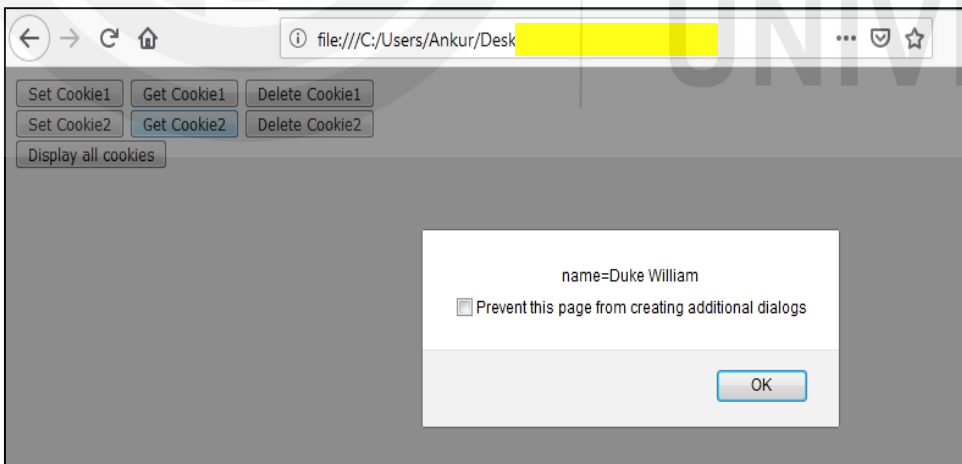 UNIV
file:///C:/Users/Ankur/Desk
Set Cookie1 Get Cookie1 Delete Cookie1
Set Cookie2 Get Cookie2 Delete Cookie2
Display all cookies
name=Duke William
Prevent this page from creating additional dialogs
OK